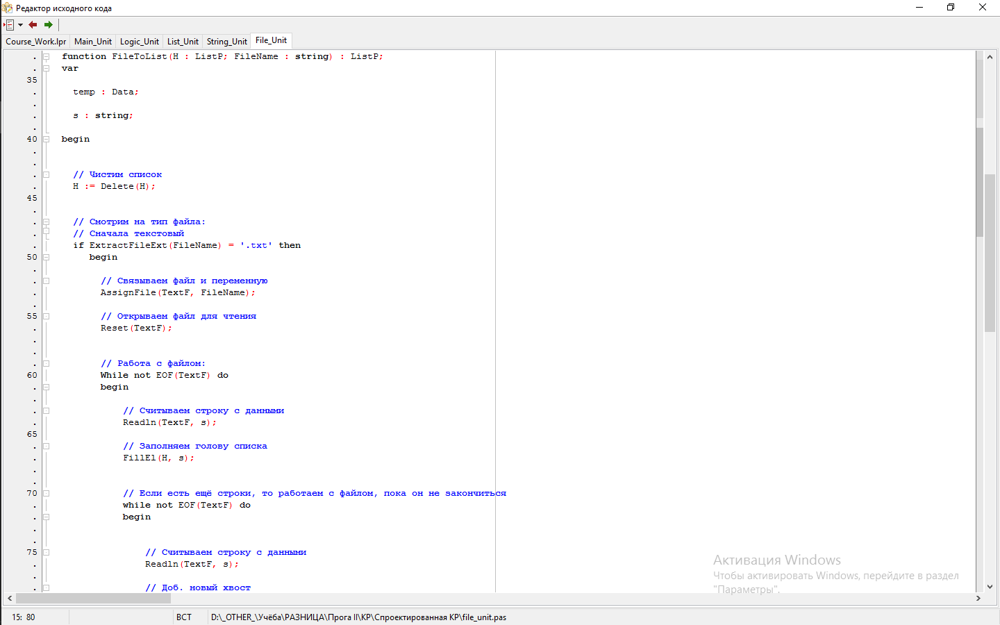 Редактор исходного кода
Course_Work.lpr Main_Unit Logic_Unit List_Unit String_Unit File_Unit
. function FileToList(H : ListP; FileName : string) : ListP;
. var
35
. temp : Data;
.
. s : string;
.
40 begin
.
.
. // Чистим список
. H := Delete(H);
45
.
. // Смотрим на тип файла:
. // Сначала текстовый
. if ExtractFileExt(FileName) = '.txt' then
50 begin
.
. // Связываем файл и переменную
. AssignFile(TextF, FileName);
.
55 // Открываем файл для чтения
. Reset(TextF);
.
.
. // Работа с файлом:
60 While not EOF(TextF) do
. begin
.
. // Считываем строку с данными
. Readln(TextF, s);
65
. // Заполняем голову списка
. FillEl(H, s);
.
.
70 // Если есть ещё строки, то работаем с файлом, пока он не закончиться
. while not EOF(TextF) do
. begin
.
.
75 // Считываем строку с данными
. Readln(TextF, s);
.
. // Доб. новый хвост
Активация Windows
Чтобы активировать Windows, перейдите в раздел
"Параметры".
15: 80 ВСТ D:\_OTHER_\Учёба\РАЗНИЦА\Прога II\КР\Спроектированная КР\file_unit.pas